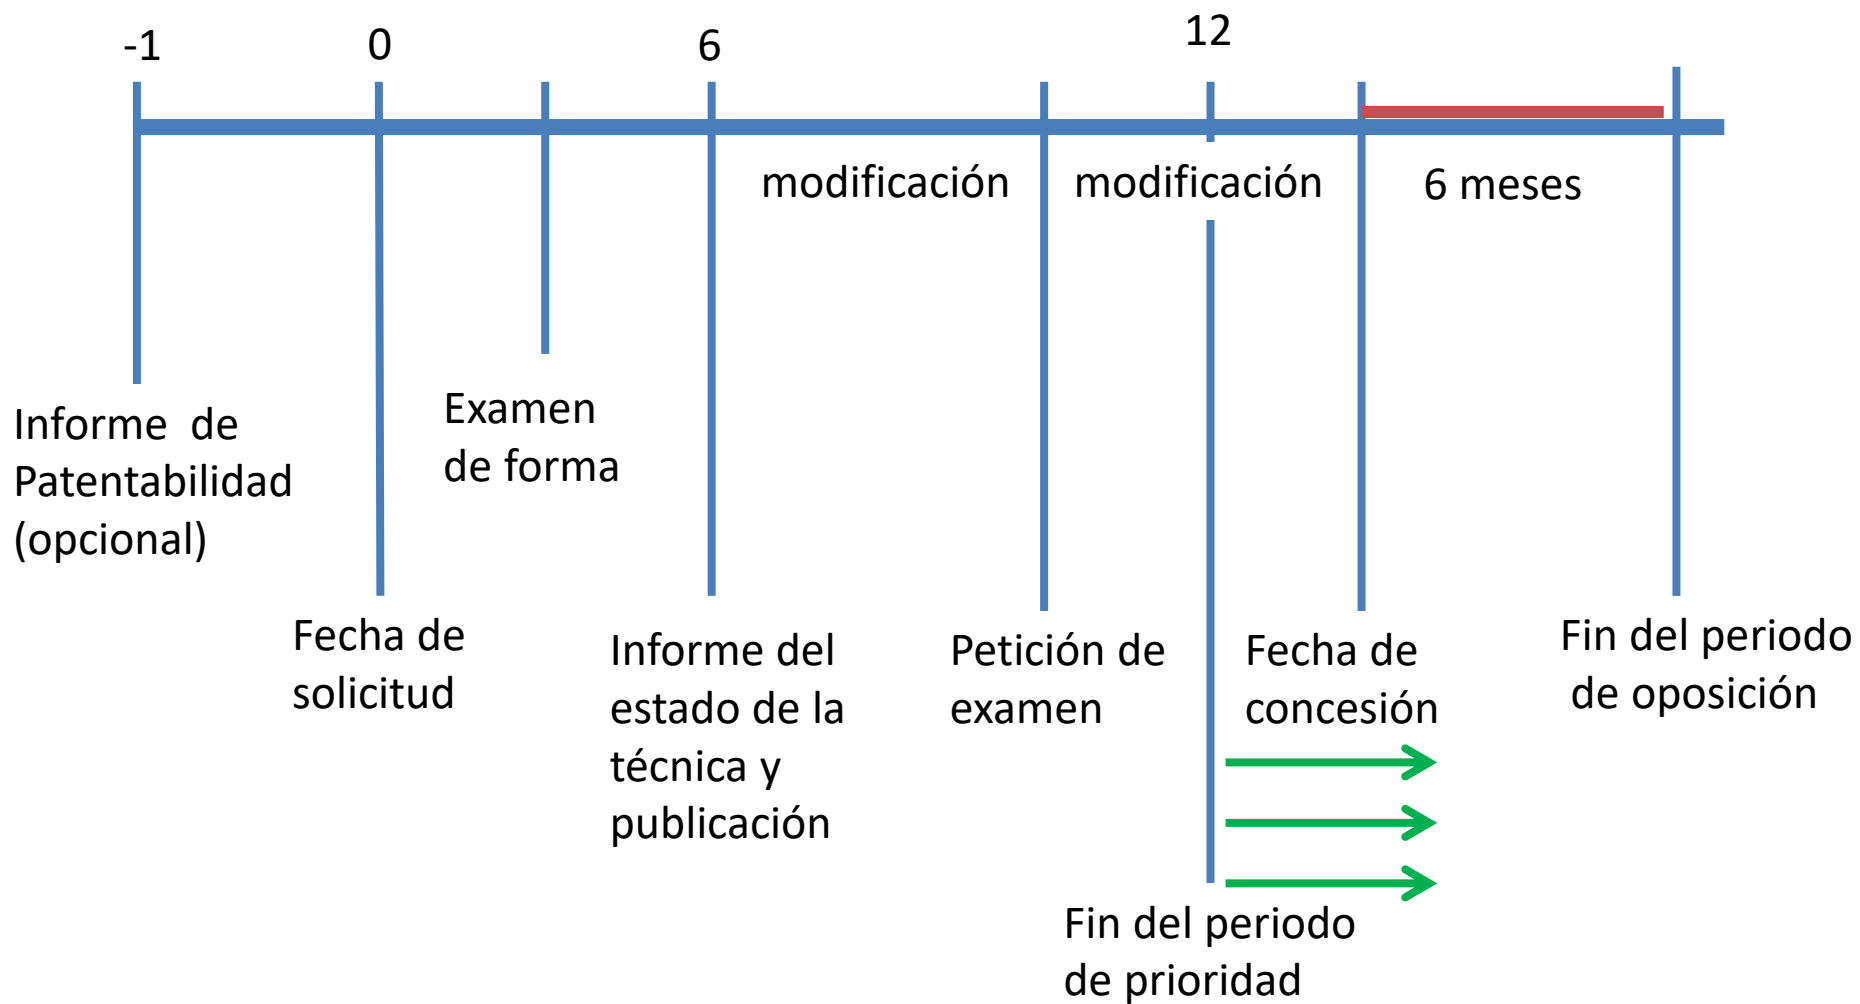 -1
0
6
12
modificación
modificación
6 meses
Informe  de
Patentabilidad
(opcional)
Fecha de
solicitud
Examen
de forma
Informe del
estado de la
técnica y
publicación
Petición de
examen
Fin del periodo
de prioridad
Fecha de
concesión
Fin del periodo
de oposición